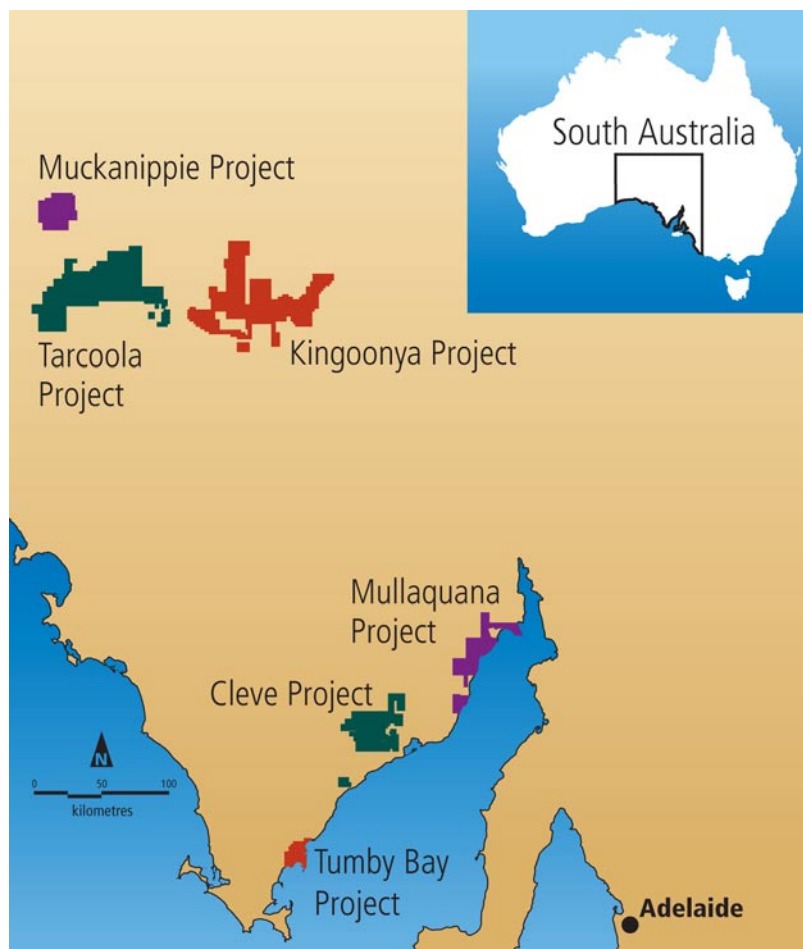 South Australia
Muckanippie Project
Tarcoola
Project
Kingoonya Project
Mullaquana
Project
Cleve Project
N
0 50 100
kilometres
Tumby Bay
Project
Adelaide